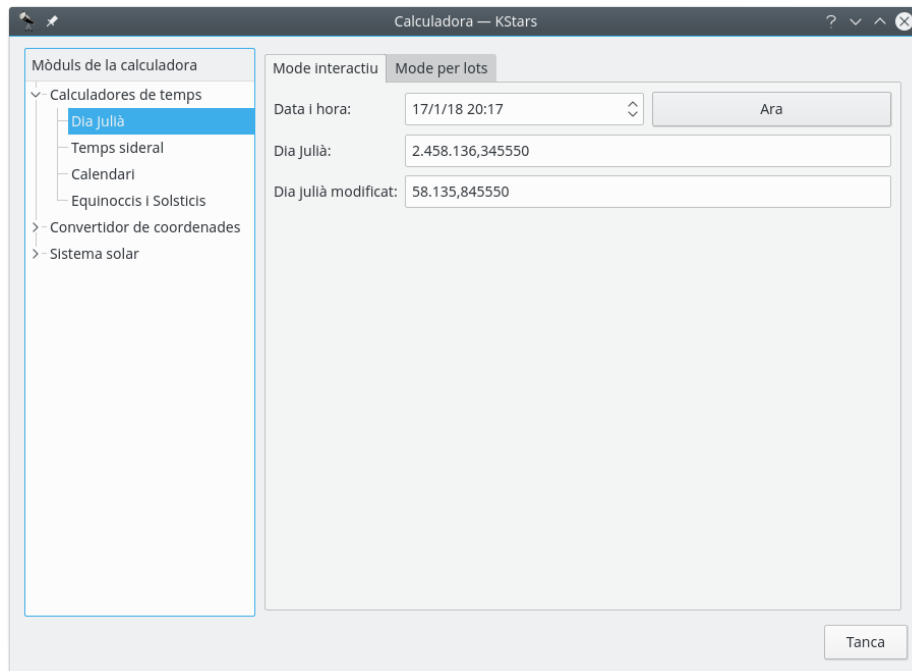 Calculadora — KStars
?
Mòduls de la calculadora
Calculadores de temps
Dia Julià
Temps sideral
Calendari
Equinoccis i Solsticis
Convertidor de coordenades
Sistema solar
Mode interactiu Mode per lots
Data i hora: 17/1/18 20:17 Ara
Dia Julià: 2.458.136,345550
Dia julià modificat: 58.135,845550
Tanca